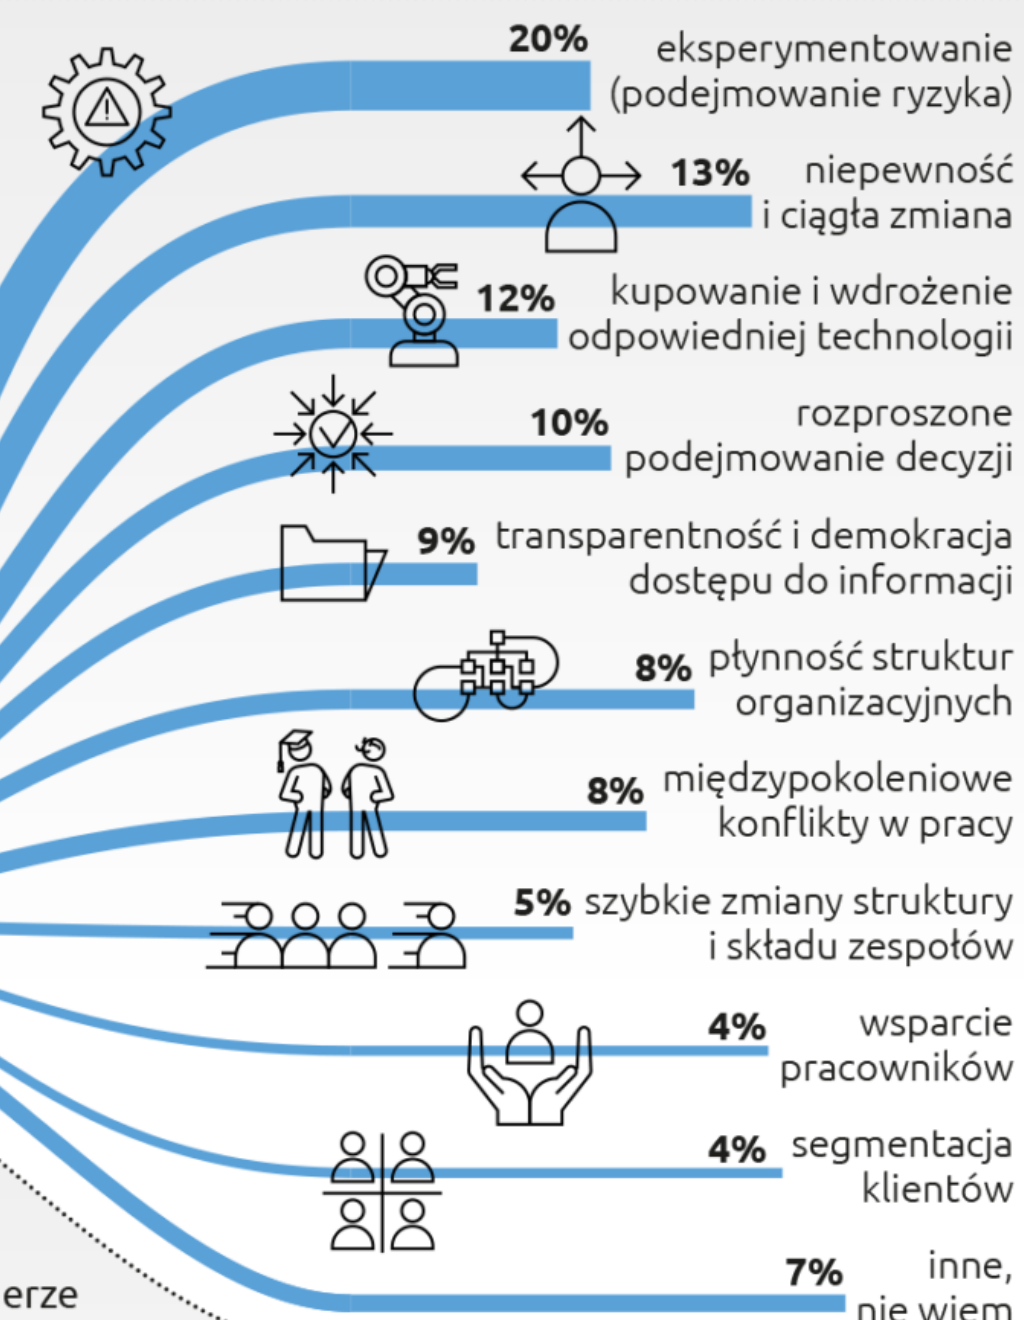 20%
eksperymentowanie
(podejmowanie ryzyka)
13%
niepewność
i ciągła zmiana
12%
kupowanie i wdrożenie
odpowiedniej technologii
10%
rozproszone
podejmowanie decyzji
9%
transparentność i demokracja
dostępu do informacji
8%
płynność struktur
organizacyjnych
8%
międzypokoleniowe
konflikty w pracy
5%
szybkie zmiany struktury
i składu zespołów
4%
wsparcie
pracowników
4%
segmentacja
klientów
7%
inne,
nie wiem
erze